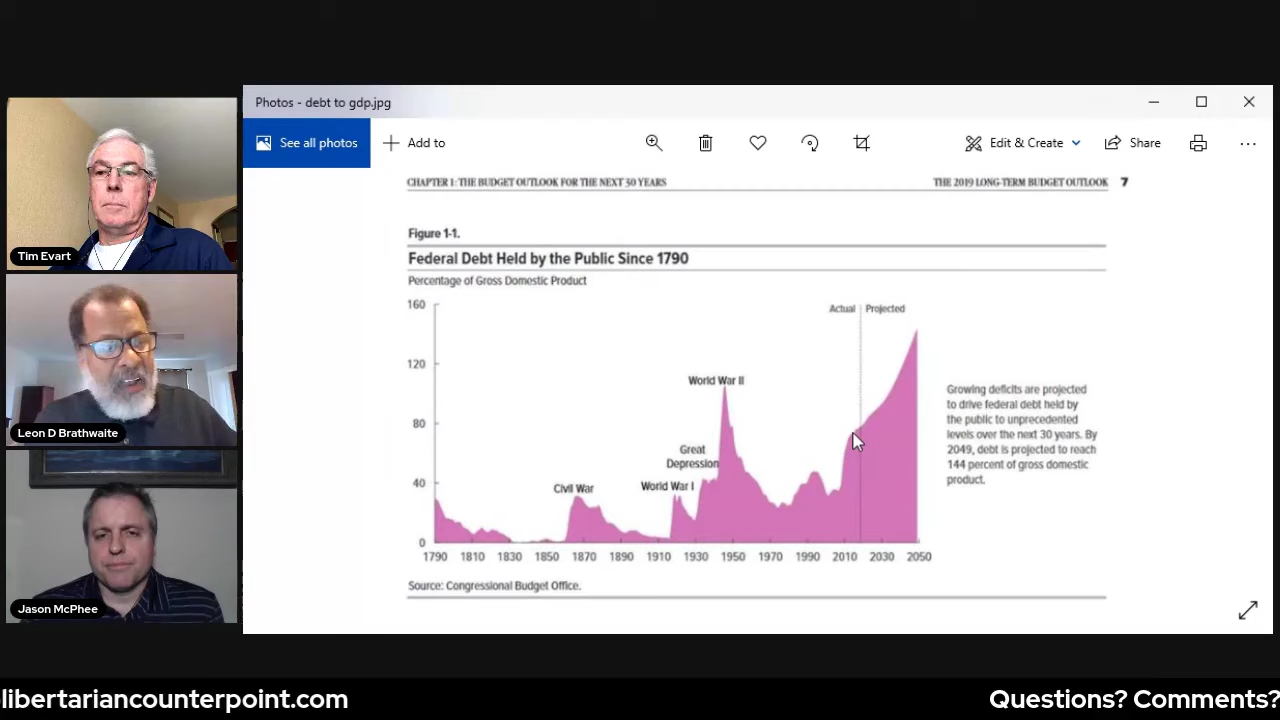 Photos - debt to gdp.jpg
See all photos
Add to
Edit & Create
Share
CHAPTER 1: THE BUDGET OUTLOOK FOR THE NEXT 30 YEARS
THE 2019 LONG-TERM BUDGET OUTLOOK 7
Figure 1-1.
Federal Debt Held by the Public Since 1790
Percentage of Gross Domestic Product
160
120
80
40
0
Actual
Projected
World War II
Great
Depression
World War I
Civil War
1790 1810 1830 1850 1870 1890 1910 1930 1950 1970 1990 2010 2030 2050
Growing deficits are projected
to drive federal debt held by
the public to unprecedented
levels over the next 30 years. By
2049, debt is projected to reach
144 percent of gross domestic
product.
Source: Congressional Budget Office.
Tim Evart
Leon D Brathwaite
Jason McPhee
libertariancounterpoint.com
Questions? Comments?